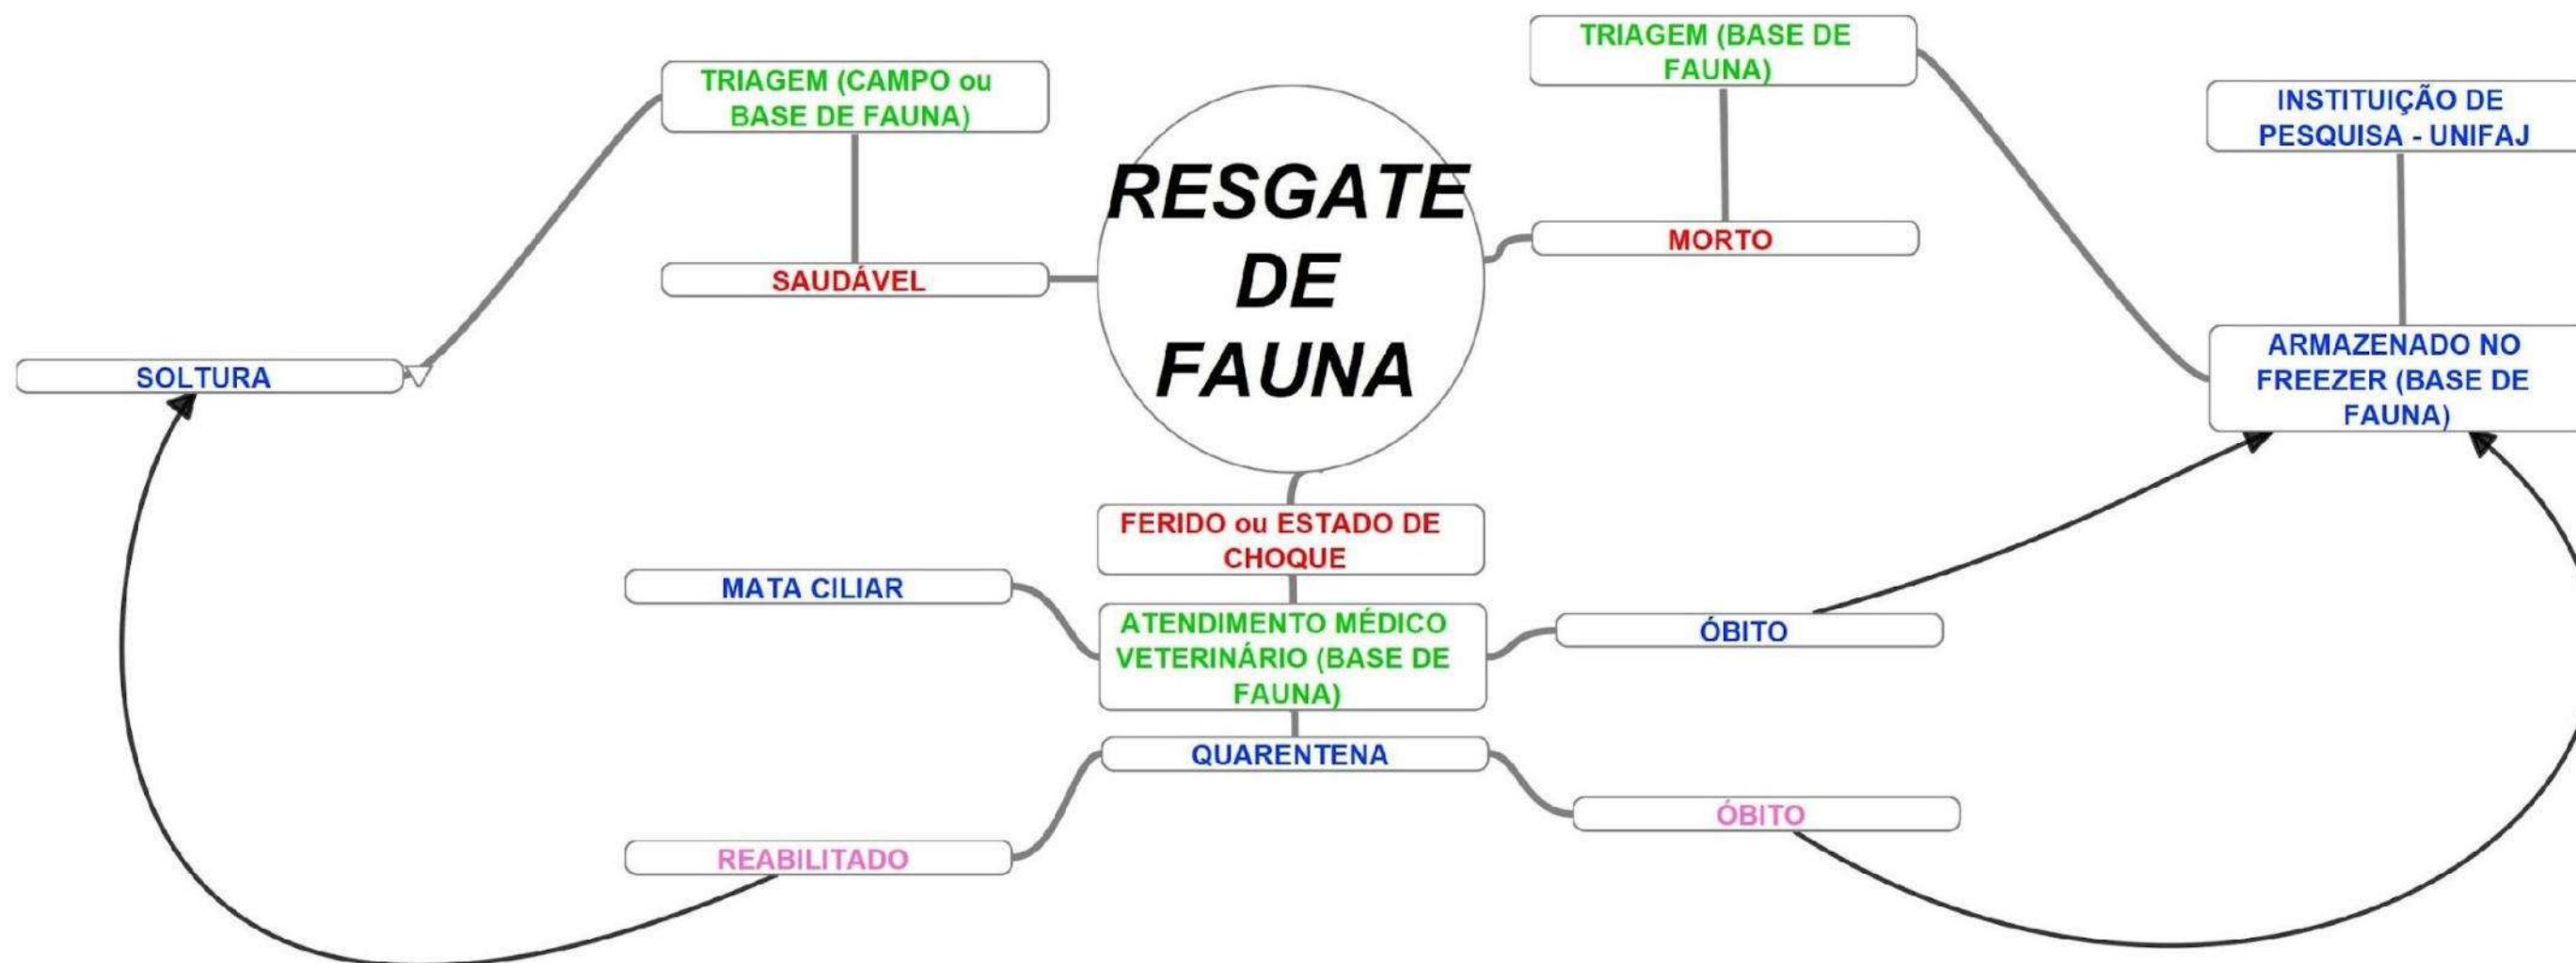 TRIAGEM (BASE DE
FAUNA)
TRIAGEM (CAMPO ou
BASE DE FAUNA)
INSTITUIÇÃO DE
PESQUISA - UNIFAJ
RESGATE
DE
FAUNA
MORTO
SAUDÁVEL
SOLTURA
ARMAZENADO NO
FREEZER (BASE DE
FAUNA)
FERIDO ou ESTADO DE
CHOQUE
MATA CILIAR
ATENDIMENTO MÉDICO
VETERINÁRIO (BASE DE
FAUNA)
ÓBITO
QUARENTENA
ÓBITO
REABILITADO